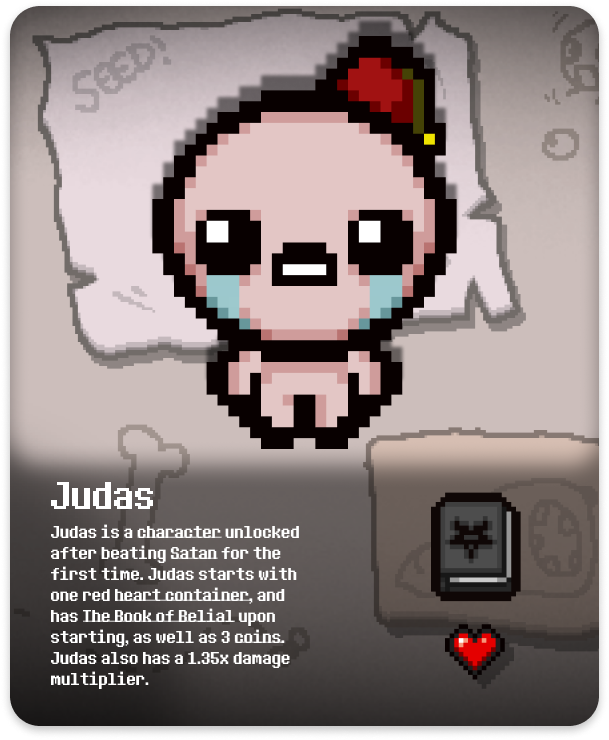 SEED!
Judas
Judas is a character unlocked
after beating Satan for the
first time. Judas starts with
one red heart container, and
has The Book of Belial upon
starting, as well as 3 coins.
Judas also has a 1.35x damage
multiplier.